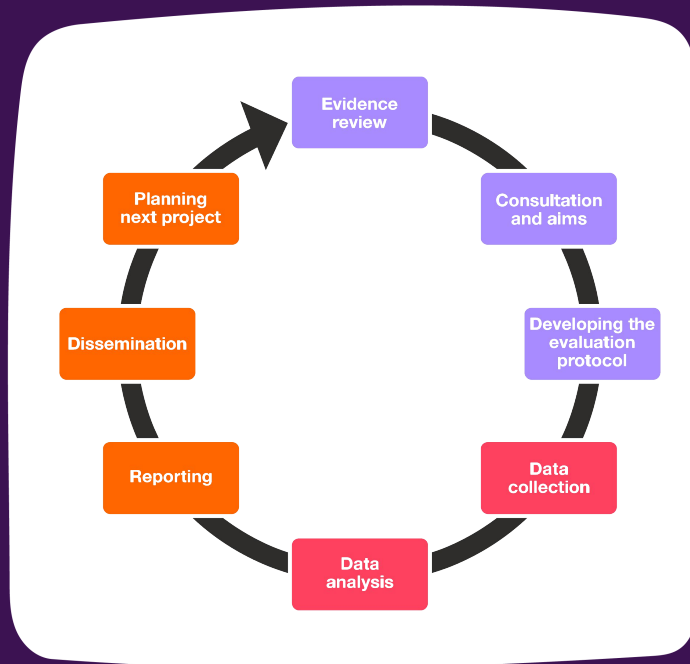 Evidence
review
Consultation
and aims
Developing the
evaluation
protocol
Data
collection
Data
analysis
Reporting
Dissemination
Planning
next project